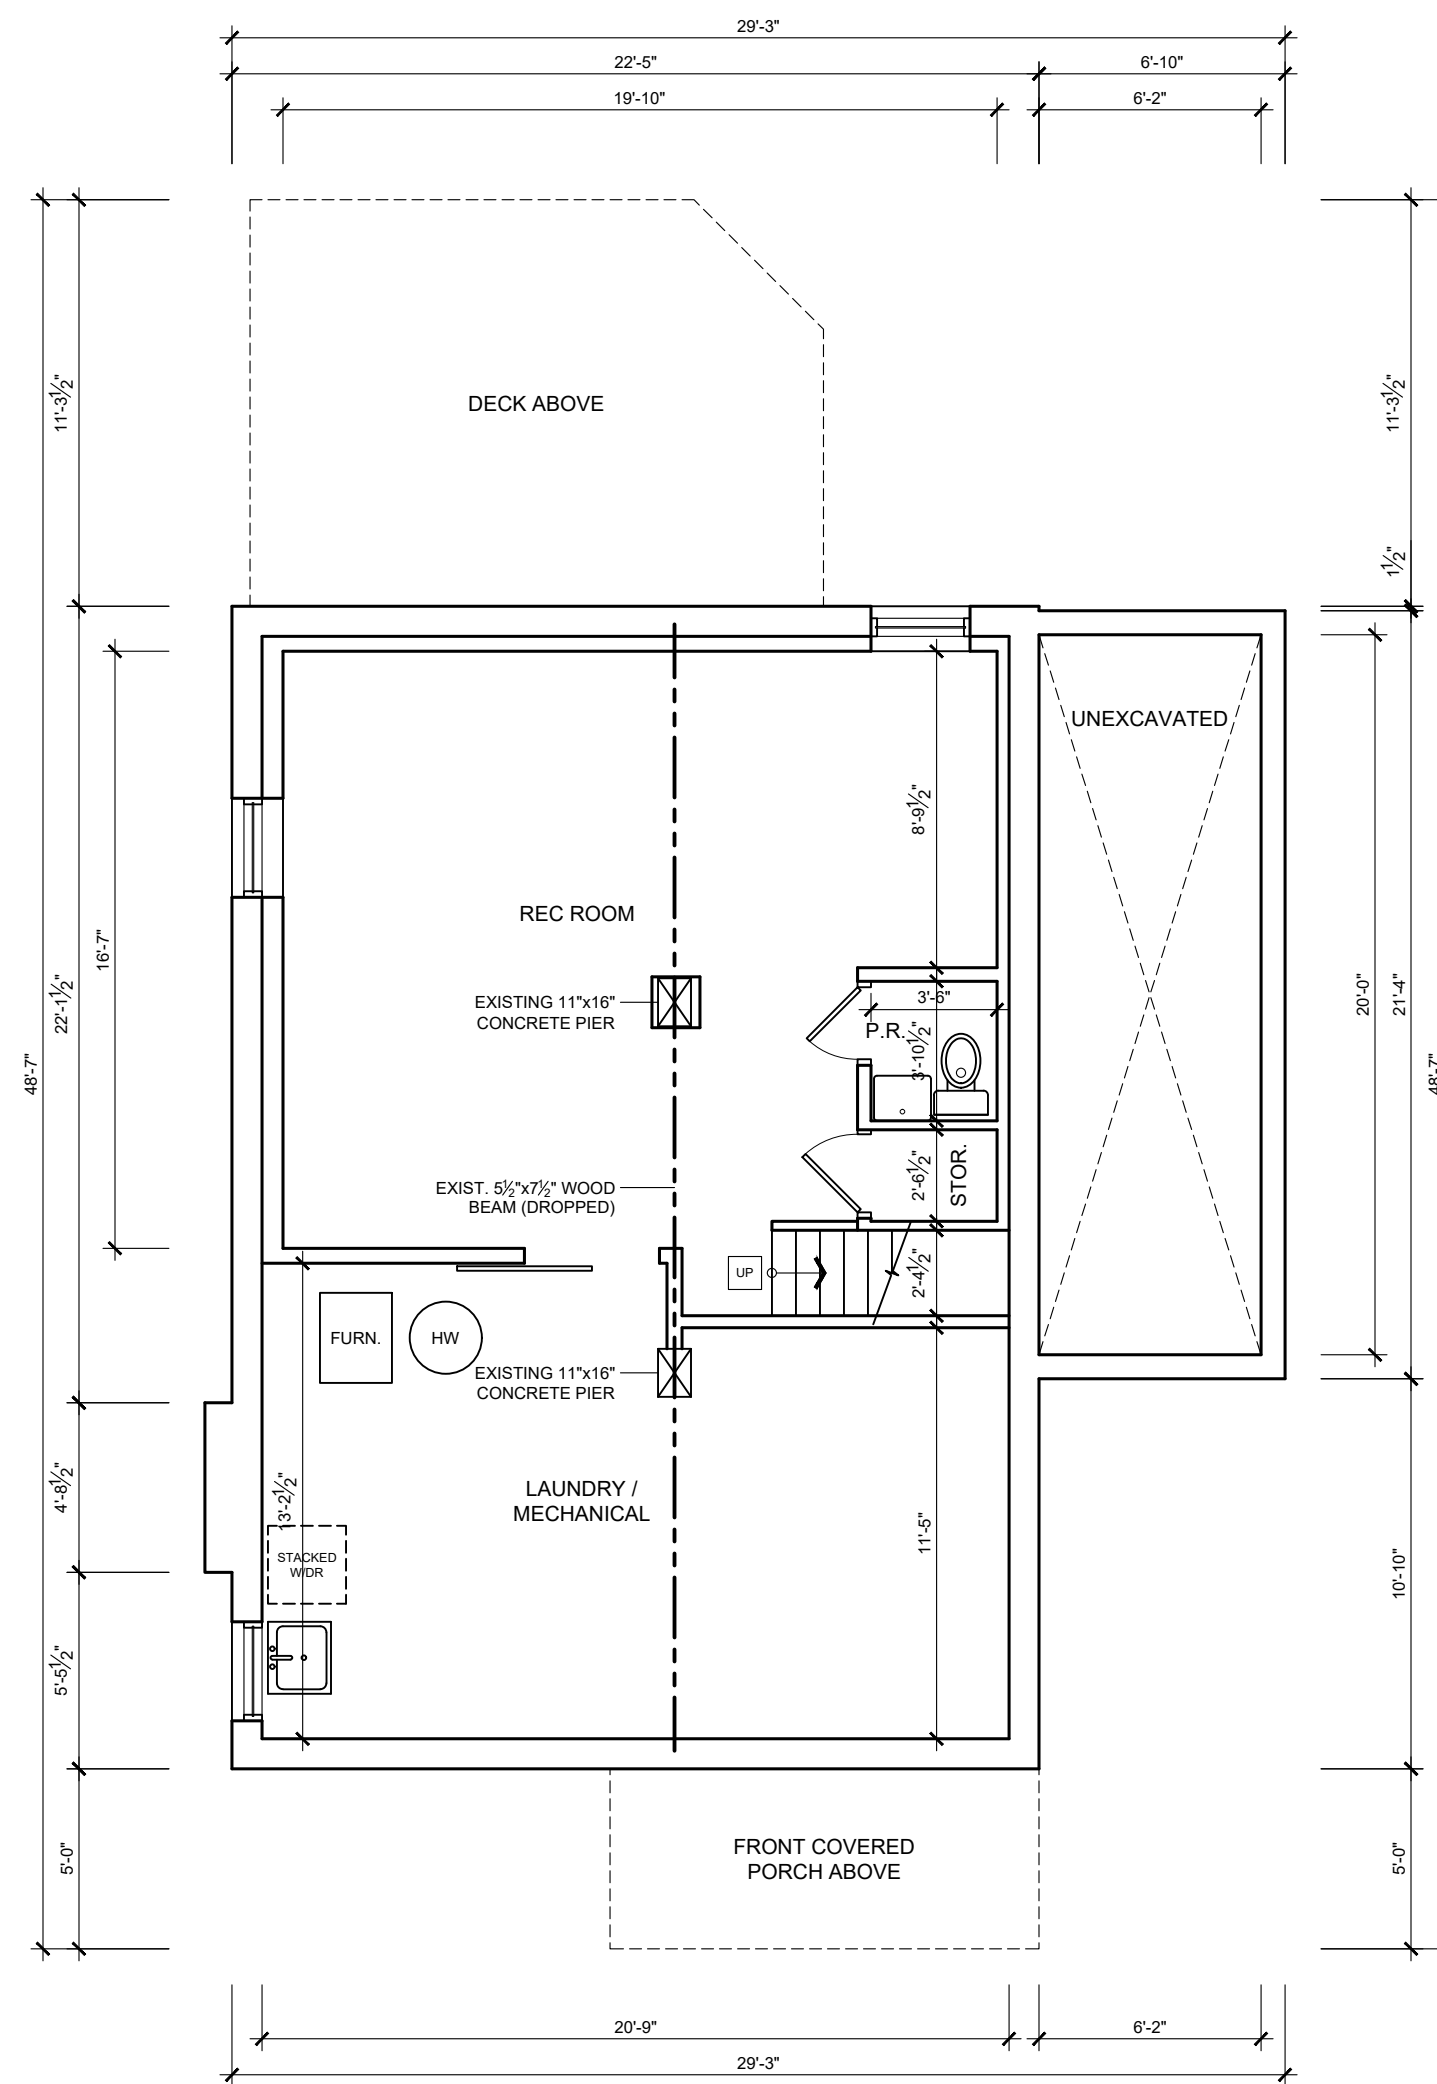 29'-3"
22'-5"
6'-10"
19'-10"
6'-2"
11'-3½"
11'-3½"
DECK ABOVE
1½"
UNEXCAVATED
8'-9½"
REC ROOM
16'-7"
22'-1½"
48'-7"
20'-0"
21'-4"
48'-7"
EXISTING 11"x16"
CONCRETE PIER
3'-6"
P.R.
3'-10½"
EXIST. 5½"x7½" WOOD
BEAM (DROPPED)
2'-6½"
STOR.
UP
2'-4½"
FURN.
HW
EXISTING 11"x16"
CONCRETE PIER
4'-8½"
13'-2½"
LAUNDRY /
MECHANICAL
11'-5"
10'-10"
STACKED
W/DR
5'-5½"
5'-0"
FRONT COVERED
PORCH ABOVE
5'-0"
20'-9"
6'-2"
29'-3"